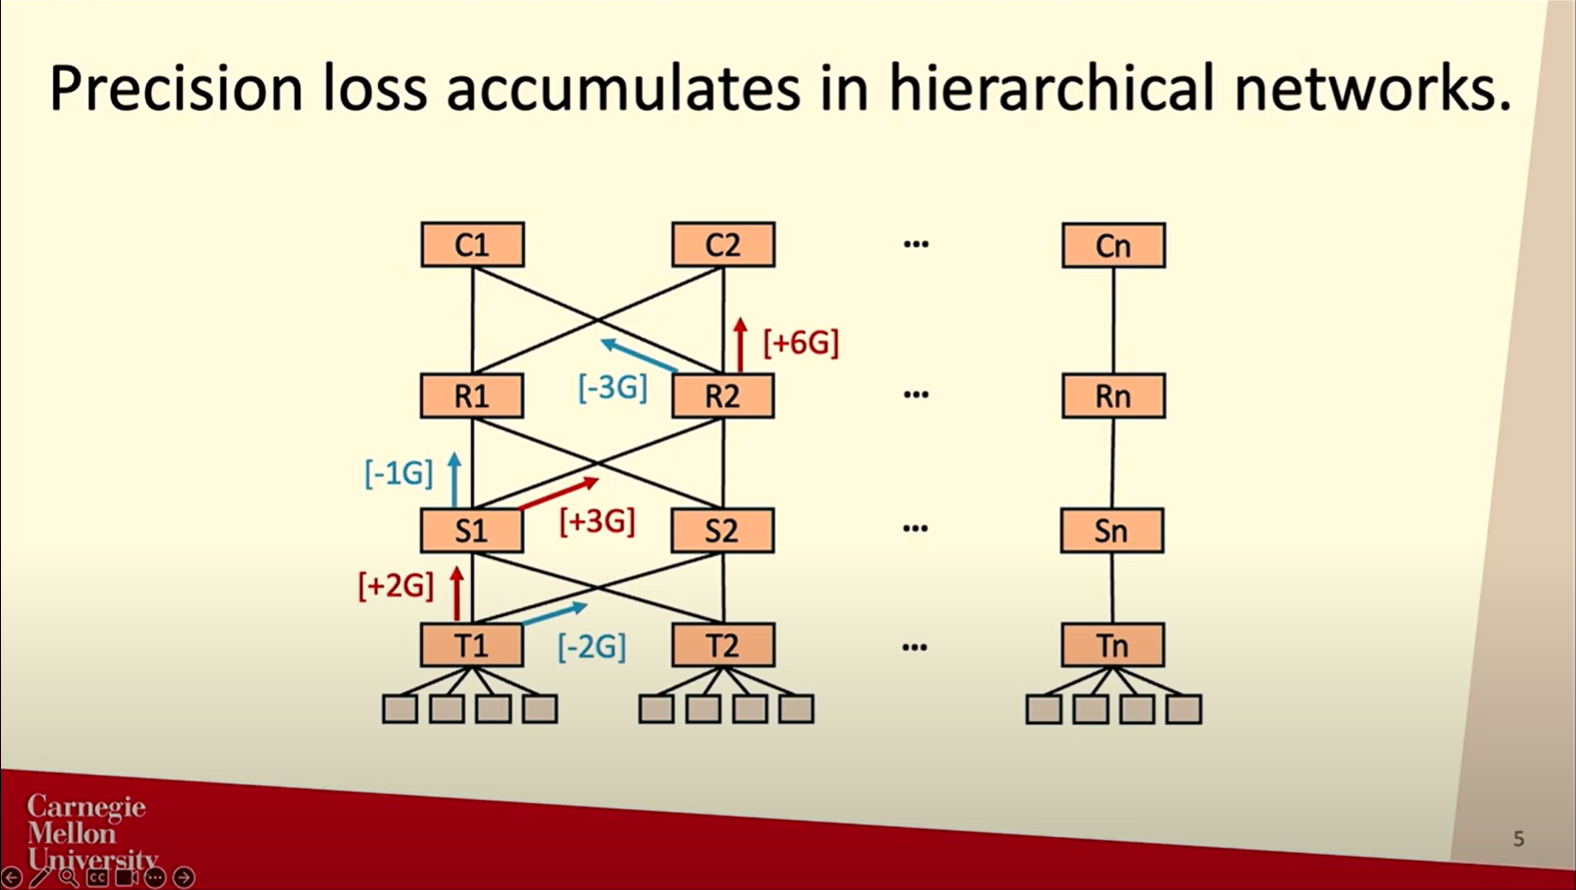 Precision loss accumulates in hierarchical networks.
C1 C2 ... Cn
[+6G]
[-3G]
R1 R2 ... Rn
[-1G]
[+3G]
S1 S2 ... Sn
[+2G]
[-2G]
T1 T2 ... Tn
Carnegie
Mellon
University
5
CC